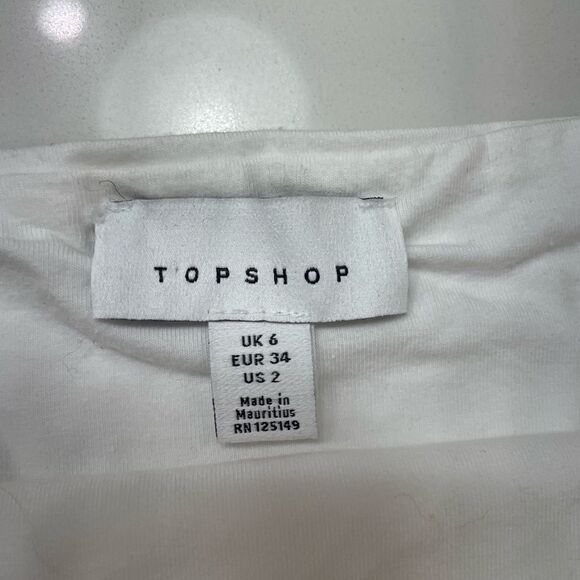 TOPSHOP
UK 6
EUR 34
US 2
Made in
Mauritius
RN 125149